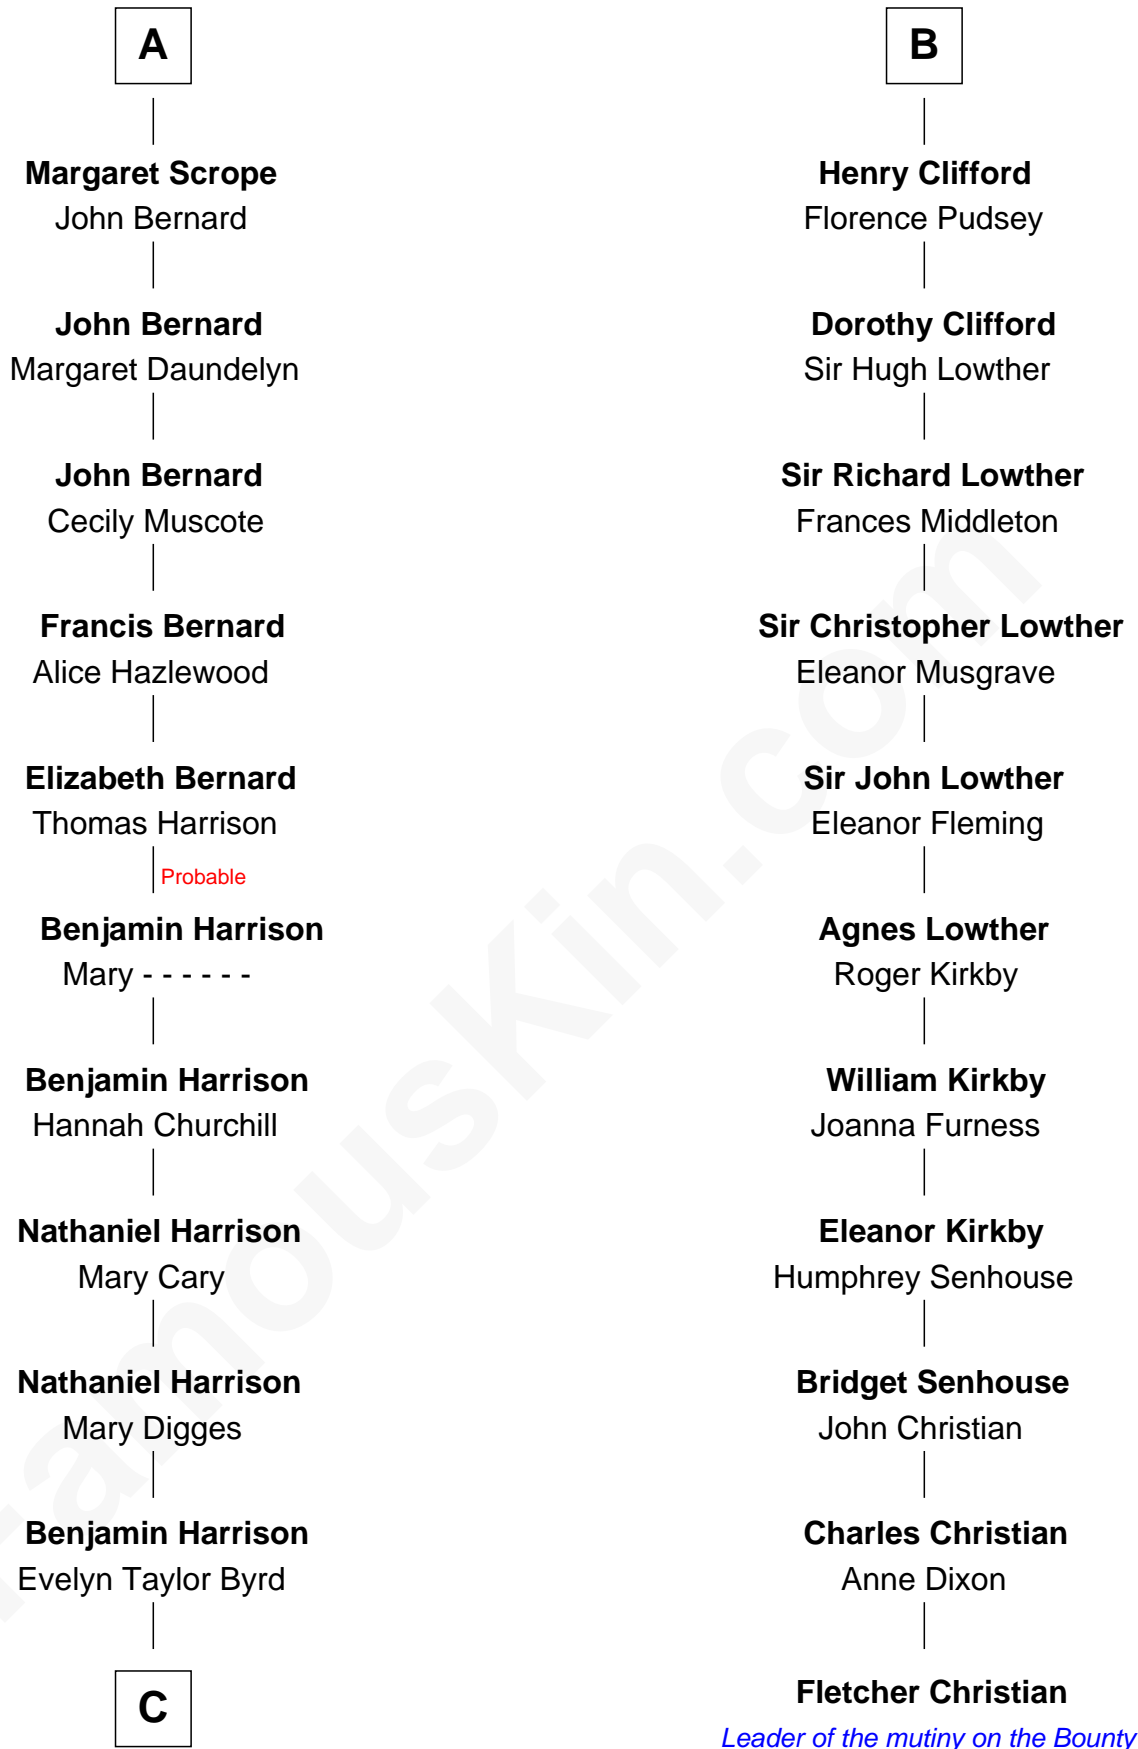 A
Margaret Scrope
John Bernard
John Bernard
Margaret Daundelyn
John Bernard
Cecily Muscote
Francis Bernard
Alice Hazlewood
Elizabeth Bernard
Thomas Harrison
Probable
Benjamin Harrison
Mary - - - - - -
Benjamin Harrison
Hannah Churchill
Nathaniel Harrison
Mary Cary
Nathaniel Harrison
Mary Digges
Benjamin Harrison
Evelyn Taylor Byrd
C
B
Henry Clifford
Florence Pudsey
Dorothy Clifford
Sir Hugh Lowther
Sir Richard Lowther
Frances Middleton
Sir Christopher Lowther
Eleanor Musgrave
Sir John Lowther
Eleanor Fleming
Agnes Lowther
Roger Kirkby
William Kirkby
Joanna Furness
Eleanor Kirkby
Humphrey Senhouse
Bridget Senhouse
John Christian
Charles Christian
Anne Dixon
Fletcher Christian
Leader of the mutiny on the Bounty
FamousKin.com